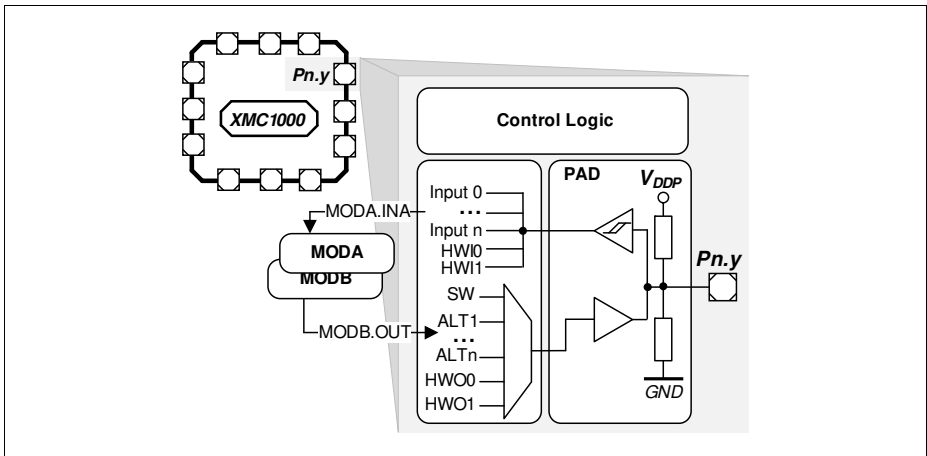 Pn.y
XMC1000
Control Logic
PAD
VDDP
Input 0
...
Input n
HWI0
HWI1
MODA.INA
MODA
MODB
MODB.OUT
SW
ALT1
...
ALTn
HWO0
HWO1
Pn.y
GND